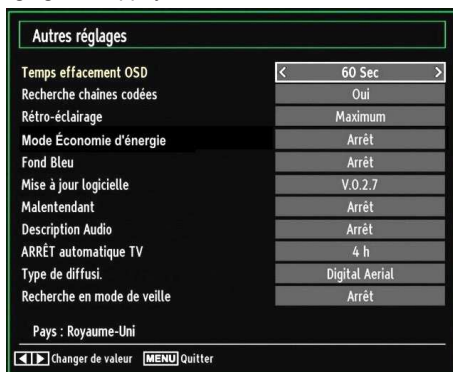 Autres réglages
Temps effacement OSD < 60 Sec >
Recherche chaînes codées Oui
Rétro-éclairage Maximum
Mode Économie d'énergie Arrêt
Fond Bleu Arrêt
Mise à jour logicielle V.0.2.7
Malentendant Arrêt
Description Audio Arrêt
ARRÊT automatique TV 4 h
Type de diffusi. Digital Aerial
Recherche en mode de veille Arrêt
Pays : Royaume-Uni
Changer de valeur MENU Quitter